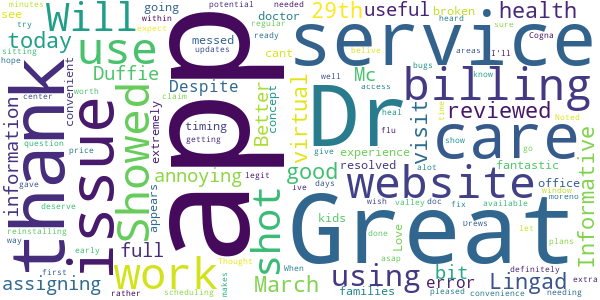 app
Great
service
Dr
care
thank
issue
website
billing
work
use
Will
Showed
shot
using
health
useful
29th
today
Duffie
Despite
messed
timing
getting
annoying
virtual
Better
good
Mc
visit
reviewed
Informative
information
assigning
full
March
bit
error
Lingad
experience
resolved
fantastic
office
kids
families
convenient
extremely
appears
rather
scheduling
makes
Thought
When
legit
concept
cant
doctor
going
within
updates
needed
potential
regular
ready
broken
heard
expect
areas
I'll
sure
Cogna
belive
bugs
know
access
well
try
see
minutes
sitting
hope
center
worth
claim
question
price
deserve
reinstalling
way
gave
first
early
flu
show
heal
alot
time
go
Noted
give
ive
days
wish
valley
doc
fix
available
window
moreno
done
asap
Love
Drews
let
plans
definitely
extra
pleased
convenience
needing